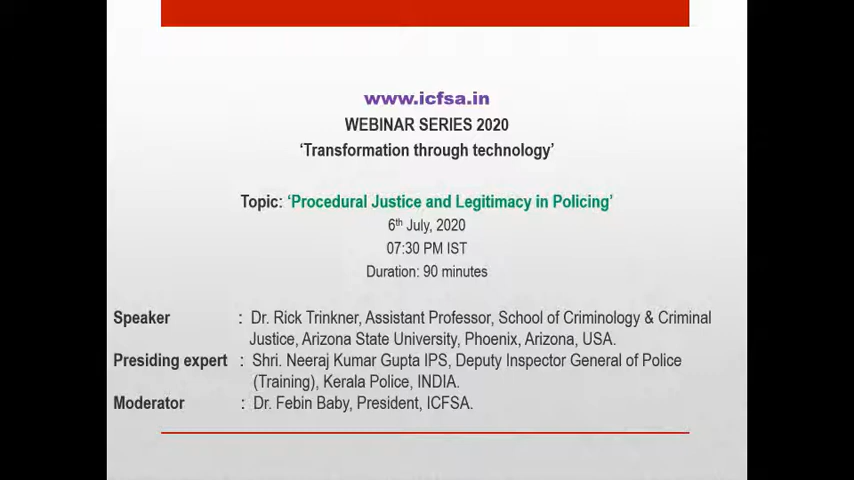 www.icfsa.in
WEBINAR SERIES 2020
‘Transformation through technology’
Topic: ‘Procedural Justice and Legitimacy in Policing’
6th July, 2020
07:30 PM IST
Duration: 90 minutes
Speaker : Dr. Rick Trinkner, Assistant Professor, School of Criminology & Criminal
Justice, Arizona State University, Phoenix, Arizona, USA.
Presiding expert : Shri. Neeraj Kumar Gupta IPS, Deputy Inspector General of Police
(Training), Kerala Police, INDIA.
Moderator : Dr. Febin Baby, President, ICFSA.